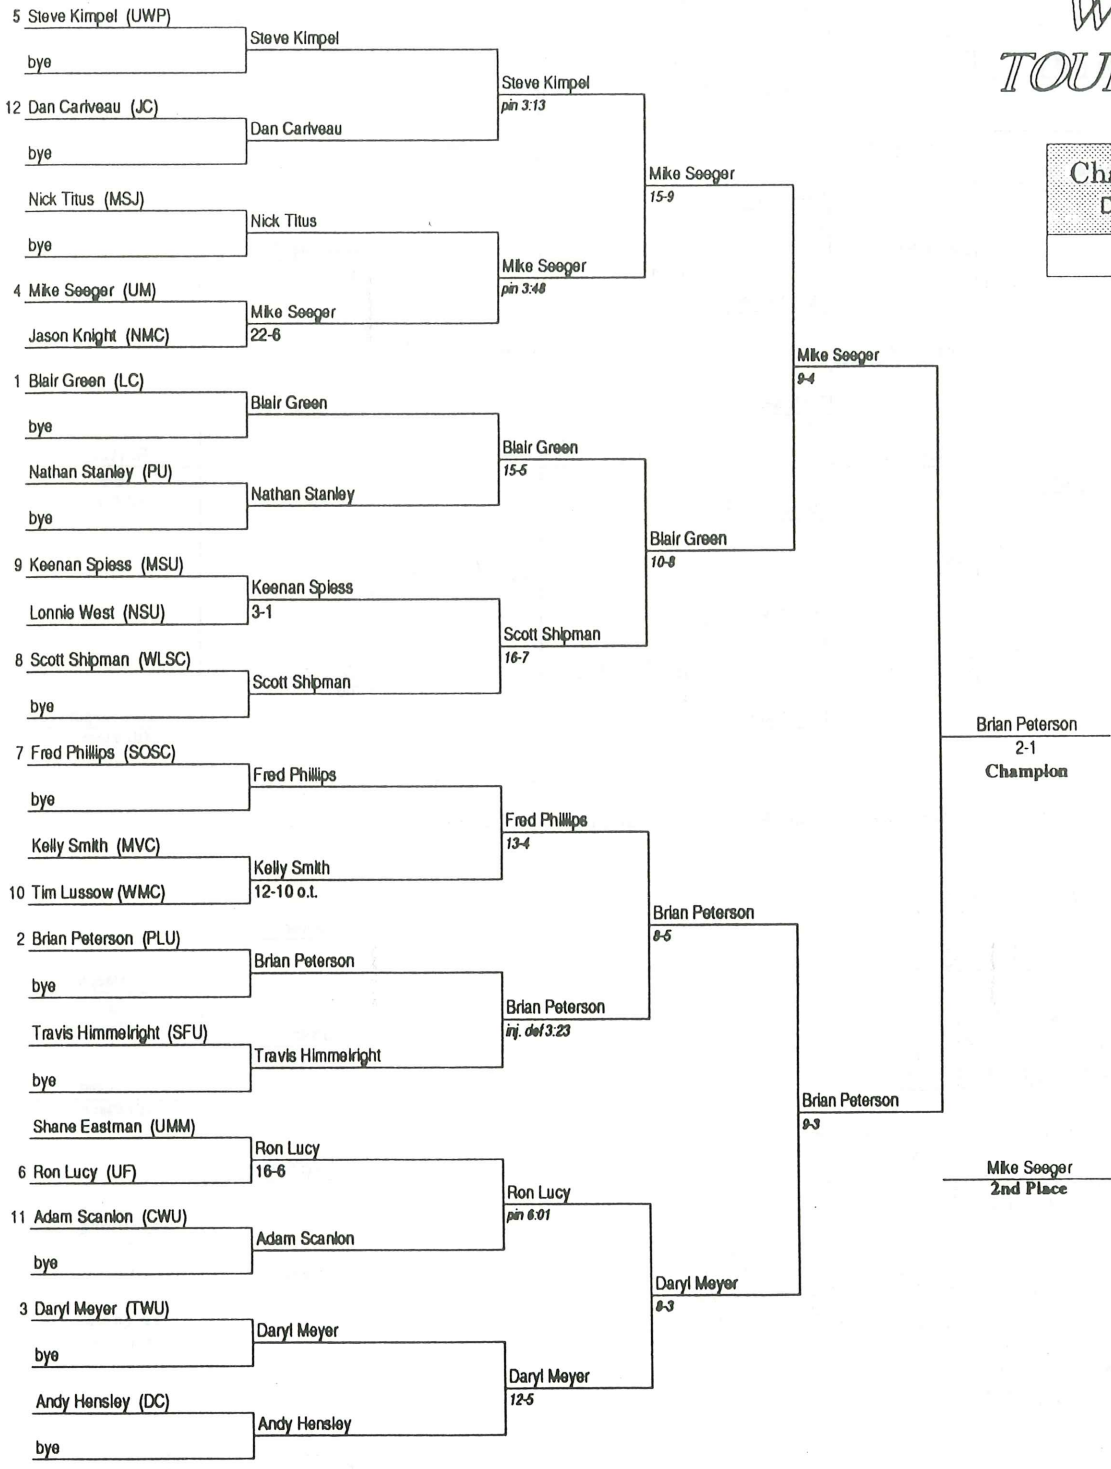 W
TOU
Cha
D
5 Steve Kimpel (UWP)
bye
Steve Kimpel
12 Dan Cariveau (JC)
bye
Dan Cariveau
Steve Kimpel
pin 3:13
Nick Titus (MSJ)
bye
Nick Titus
4 Mike Seeger (UM)
Jason Knight (NMC)
Mike Seeger
22-6
Mike Seeger
pin 3:48
Mike Seeger
15-9
1 Blair Green (LC)
bye
Blair Green
Nathan Stanley (PU)
bye
Nathan Stanley
Blair Green
15-5
9 Keenan Spiess (MSU)
Lonnie West (NSU)
Keenan Spiess
3-1
8 Scott Shipman (WLSC)
bye
Scott Shipman
Scott Shipman
16-7
Blair Green
10-8
Mike Seeger
9-4
7 Fred Phillips (SOSC)
bye
Fred Phillips
Kelly Smith (MVC)
10 Tim Lussow (WMC)
Kelly Smith
12-10 o.t.
Fred Phillips
13-4
2 Brian Peterson (PLU)
bye
Brian Peterson
Travis Himmelright (SFU)
bye
Travis Himmelright
Brian Peterson
inj. def 3:23
Brian Peterson
8-5
Shane Eastman (UMM)
6 Ron Lucy (UF)
Ron Lucy
16-6
11 Adam Scanlon (CWU)
bye
Adam Scanlon
Ron Lucy
pin 6:01
3 Daryl Meyer (TWU)
bye
Daryl Meyer
Andy Hensley (DC)
bye
Andy Hensley
Daryl Meyer
12-5
Daryl Meyer
8-3
Brian Peterson
9-3
Brian Peterson
2-1
Champion
Mike Seeger
2nd Place